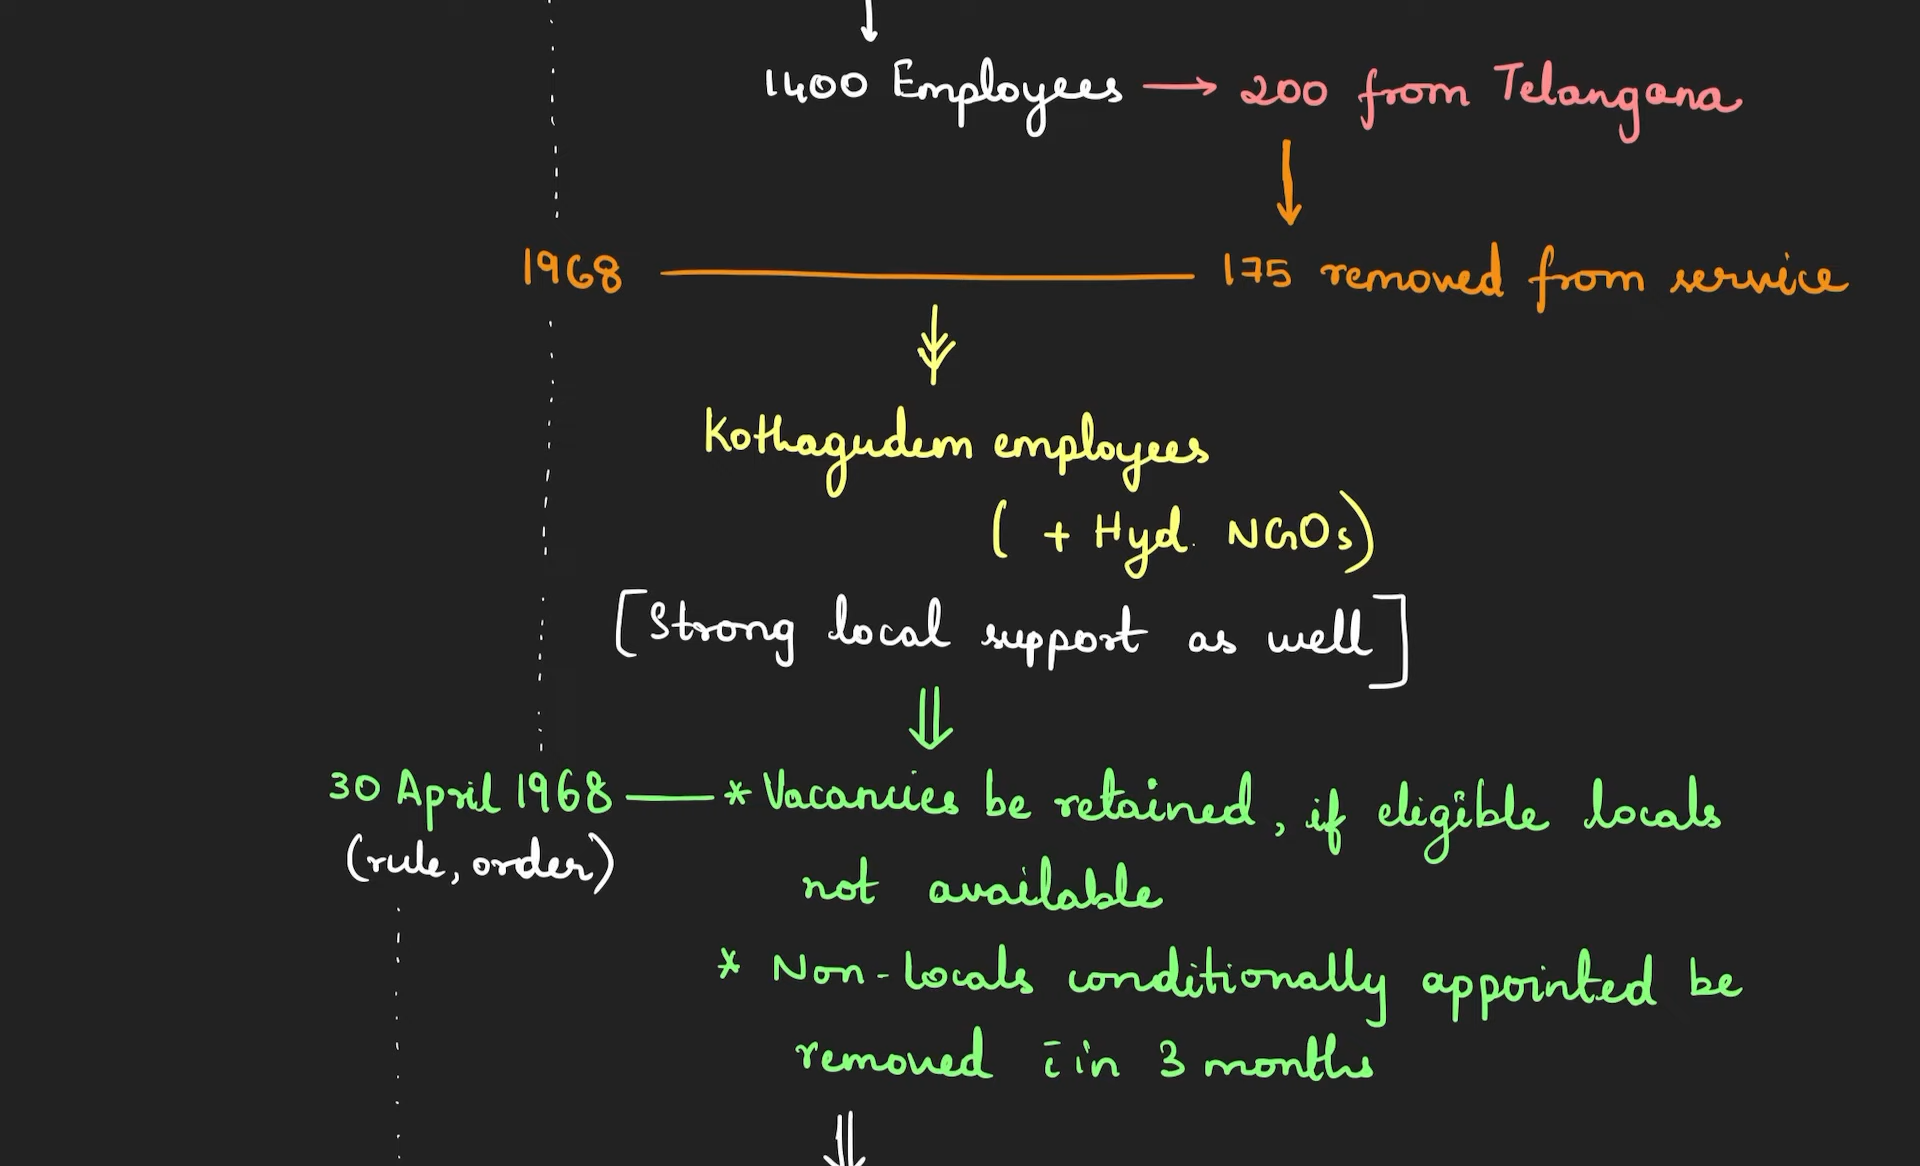 1400 Employees → 200 from Telangana
1968 — 175 removed from service
Kothagudem employees
( + Hyd. NGOs)
[Strong local support as well]
30 April 1968 — * Vacancies be retained, if eligible locals
(rule, order)
not available
* Non-locals conditionally appointed be
removed c̄in 3 months